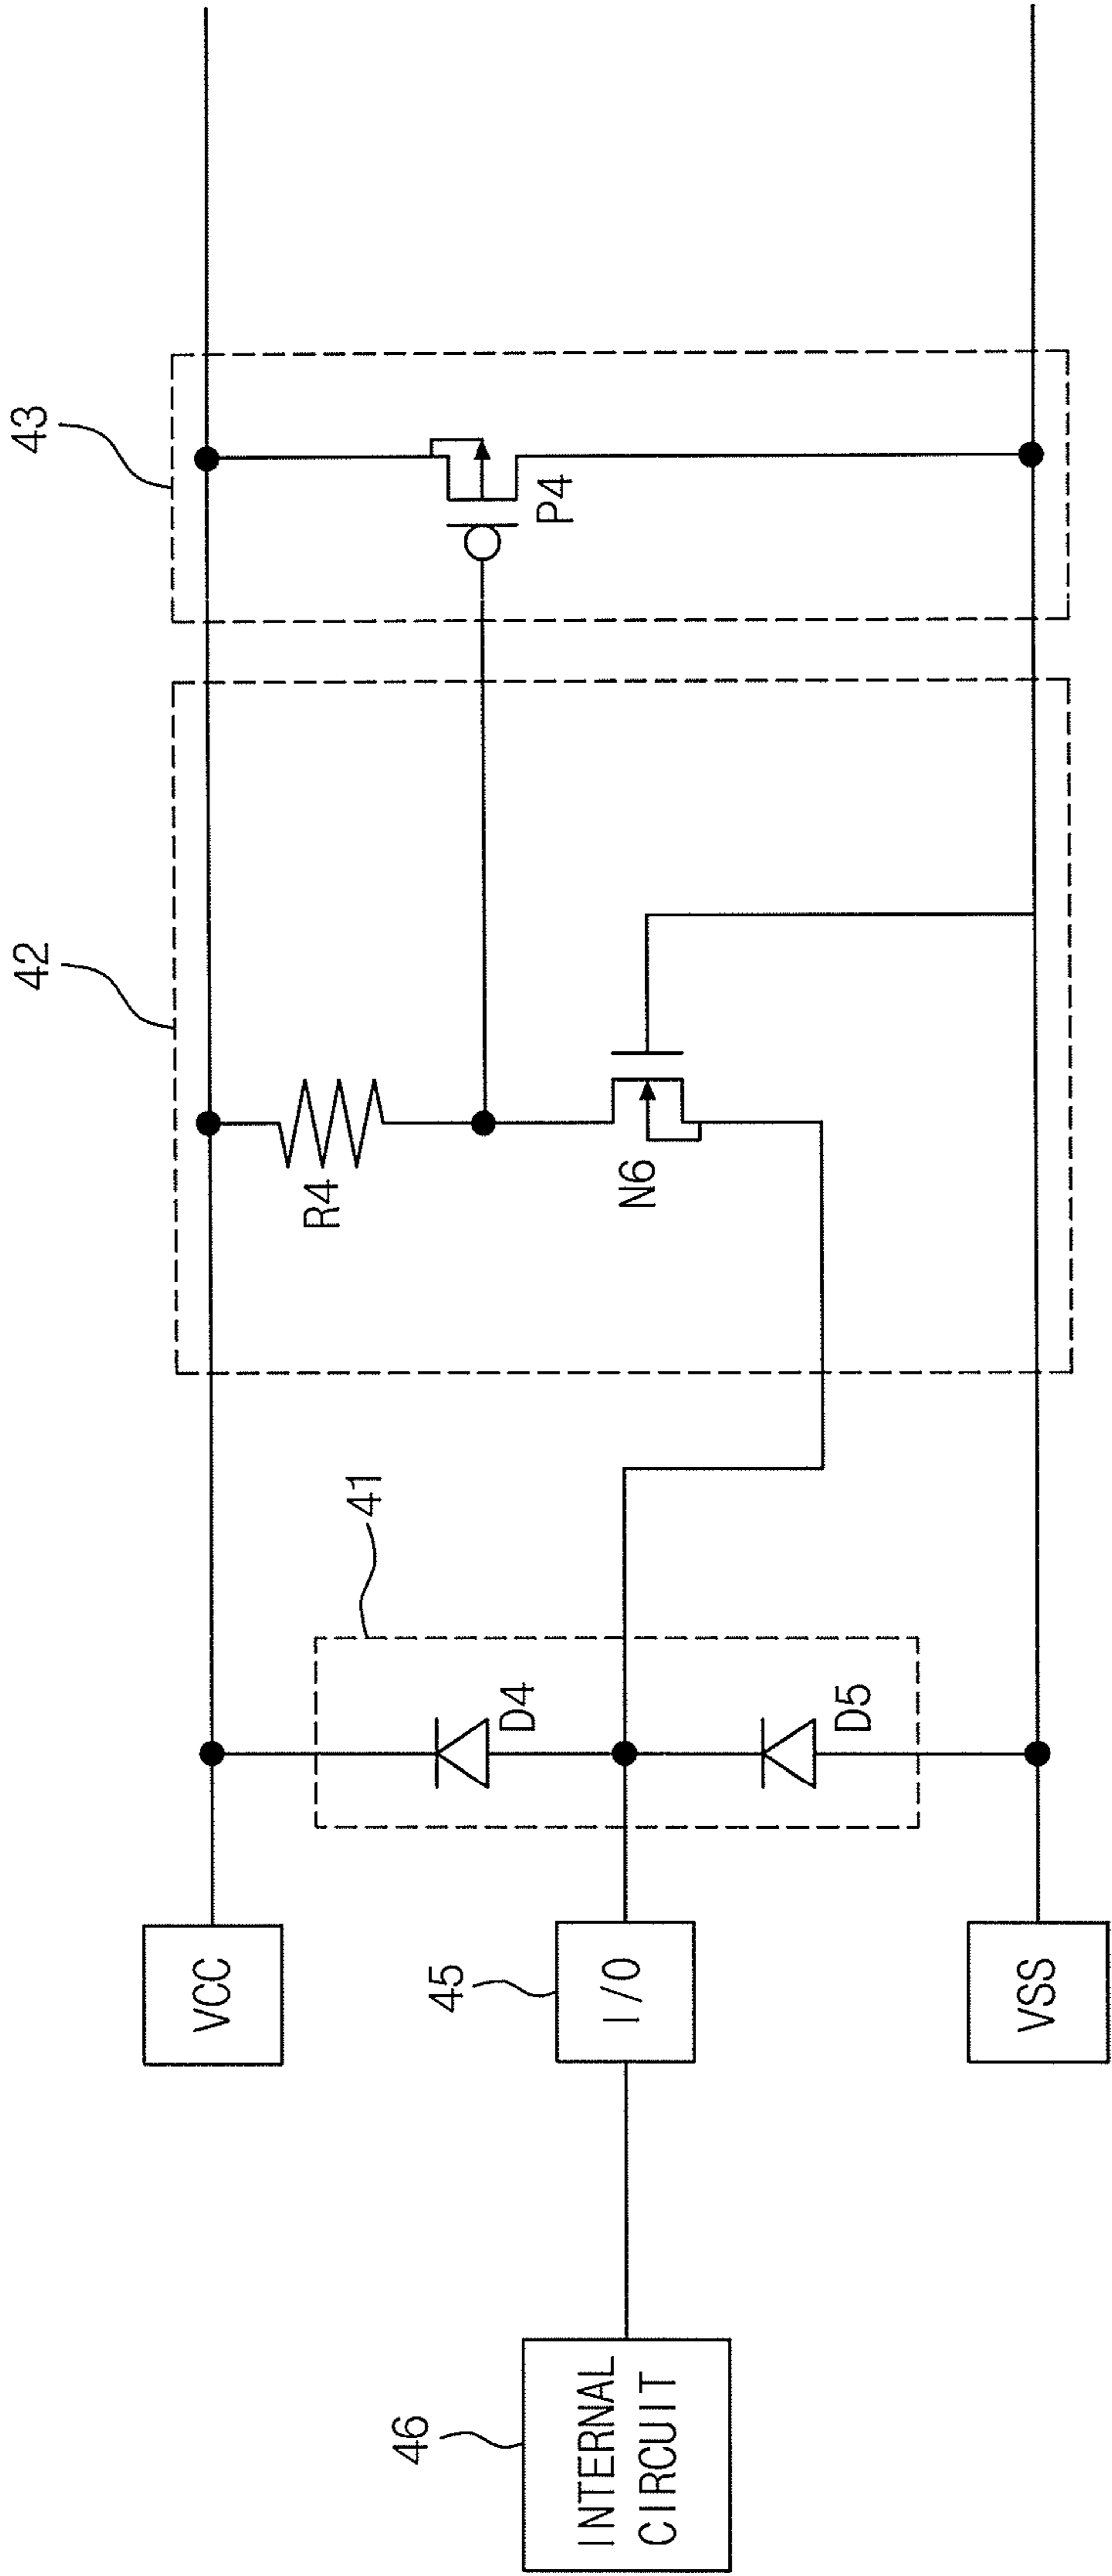 43
P4
42
R4
N6
41
D4
D5
VCC
45
I/O
VSS
46
INTERNAL
CIRCUIT